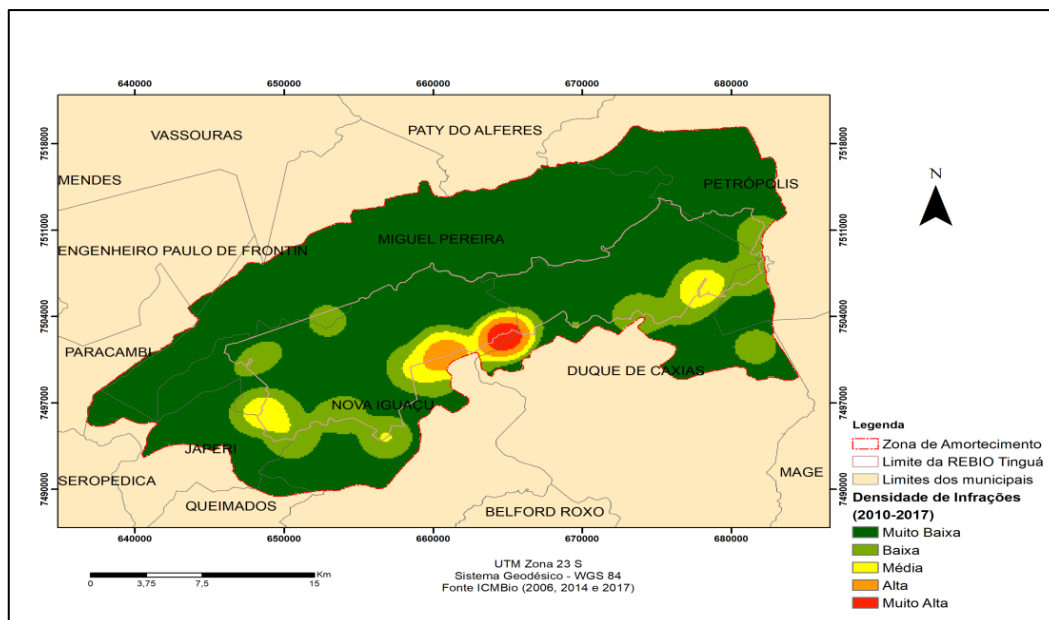 640000 650000 660000 670000 680000
7518000
7511000
7504000
7497000
7490000
VASSOURAS
PATY DO ALFERES
MENDES
PETRÓPOLIS
ENGENHEIRO PAULO DE FRONTIN
MIGUEL PEREIRA
PARACAMBI
DUQUE DE CAXIAS
NOVA IGUAÇU
JAPERI
SEROPEDICA
QUEIMADOS
BELFORD ROXO
MAGE
7518000
7511000
7504000
7497000
7490000
640000 650000 660000 670000 680000
N
Legenda
Zona de Amortecimento
Limite da REBIO Tinguá
Limites dos municipais
Densidade de Infrações
(2010-2017)
Muito Baixa
Baixa
Média
Alta
Muito Alta
Km
0 3,75 7,5 15
UTM Zona 23 S
Sistema Geodésico - WGS 84
Fonte ICMBio (2006, 2014 e 2017)